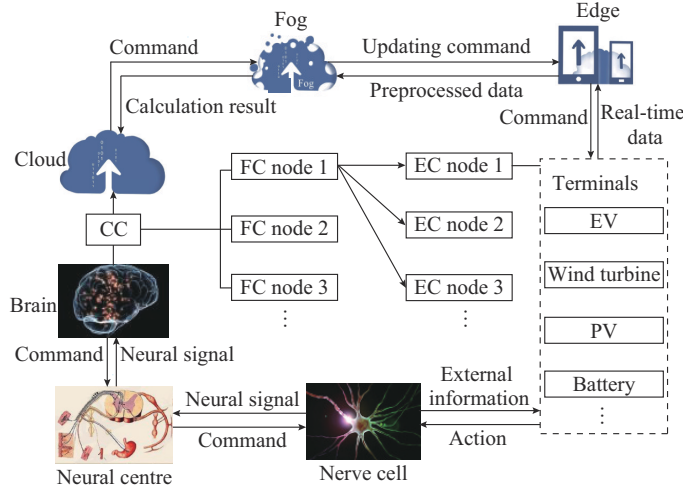 Fog
Edge
Command
Updating command
Fog
Calculation result
Preprocessed data
Command
Real-time
data
Cloud
FC node 1
EC node 1
Terminals
CC
FC node 2
EC node 2
EV
Brain
FC node 3
EC node 3
Wind turbine
⋮
⋮
PV
Command
Neural signal
Neural signal
External
information
Battery
⋮
Command
Action
Neural centre
Nerve cell